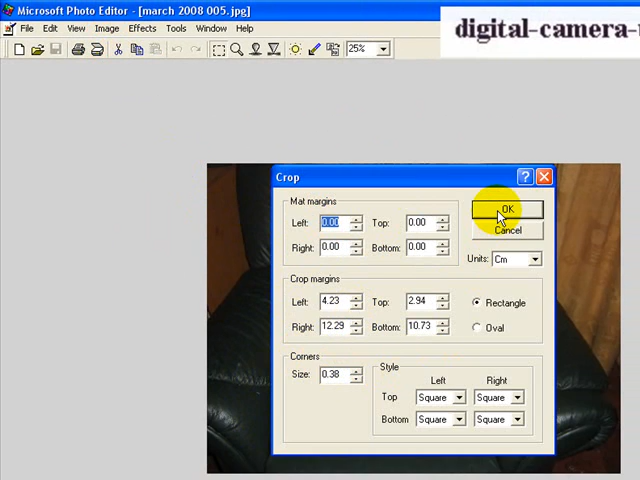 Microsoft Photo Editor - [march 2008 005.jpg]
digital-camera-
File Edit View Image Effects Tools Window Help
25%
Crop
Mat margins
Left: 0.00 Top: 0.00
Right: 0.00 Bottom: 0.00
OK
Cancel
Units: Cm
Crop margins
Left: 4.23 Top: 2.94
Right: 12.29 Bottom: 10.73
Rectangle
Oval
Corners
Size: 0.38
Style
Left Right
Top Square Square
Bottom Square Square